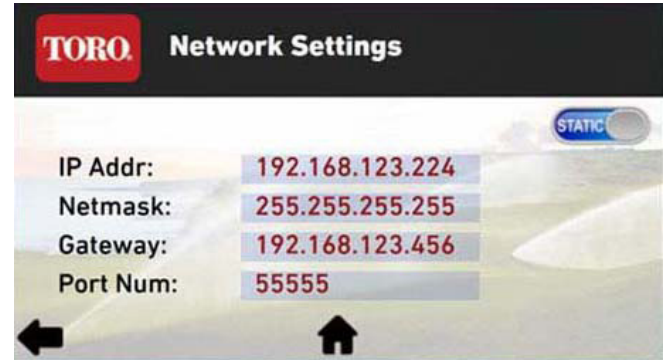 TORO. Network Settings
STATIC
IP Addr: 192.168.123.224
Netmask: 255.255.255.255
Gateway: 192.168.123.456
Port Num: 55555